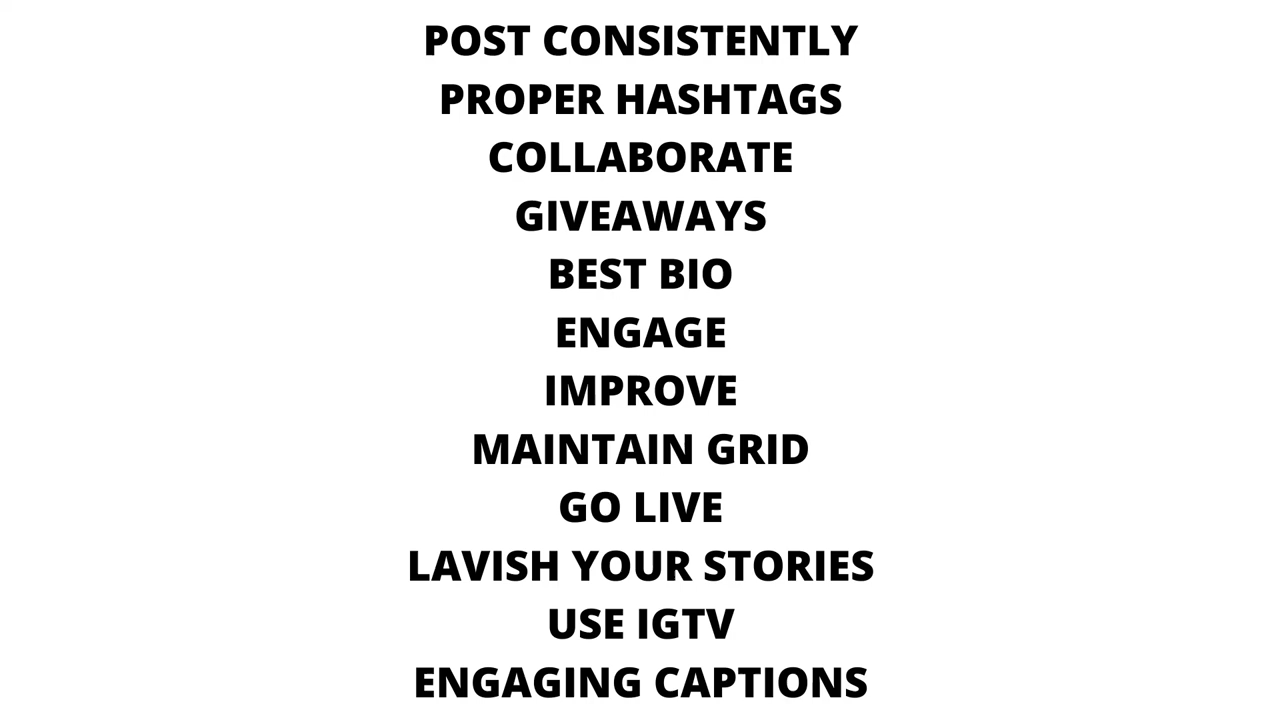 POST CONSISTENTLY
PROPER HASHTAGS
COLLABORATE
GIVEAWAYS
BEST BIO
ENGAGE
IMPROVE
MAINTAIN GRID
GO LIVE
LAVISH YOUR STORIES
USE IGTV
ENGAGING CAPTIONS